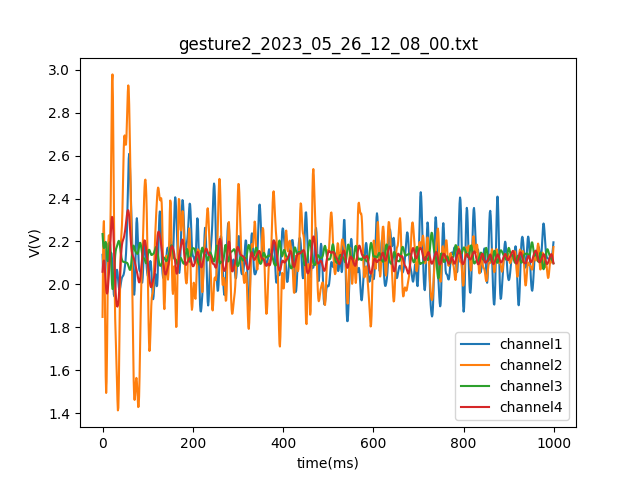 gesture2_2023_05_26_12_08_00.txt
3.0
2.8
2.6
2.4
2.2
2.0
1.8
1.6
1.4
V(V)
0 200 400 600 800 1000
time(ms)
channel1
channel2
channel3
channel4